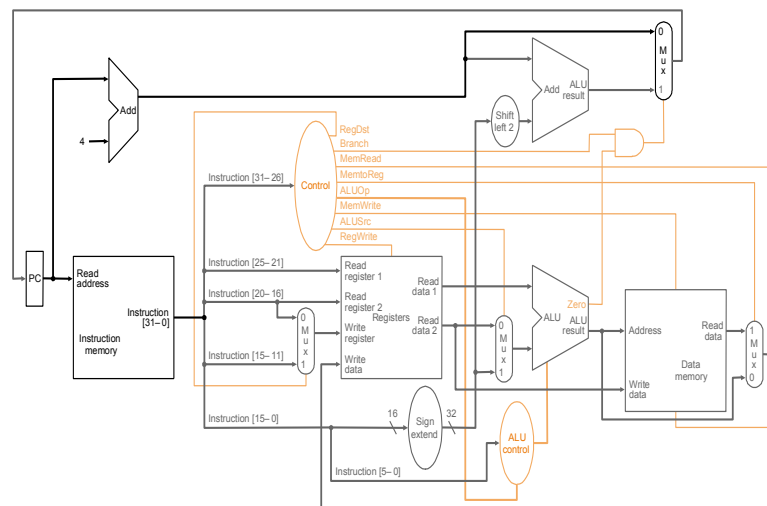 0
M
u
x
1
Add
ALU
result
Add
4
Shift
left 2
RegDst
Branch
MemRead
MemtoReg
ALUOp
MemWrite
ALUSrc
RegWrite
Control
Instruction [31– 26]
Instruction [25– 21]
Instruction [20– 16]
Instruction [15– 11]
Instruction [15– 0]
Instruction [5– 0]
PC
Read
address
Instruction
[31– 0]
Instruction
memory
0
M
u
x
1
Read
register 1
Read
register 2
Write
register
Write
data
Registers
Read
data 1
Read
data 2
0
M
u
x
1
Zero
ALU
ALU
result
Address
Write
data
Read
data
Data
memory
1
M
u
x
0
16
Sign
extend
32
ALU
control